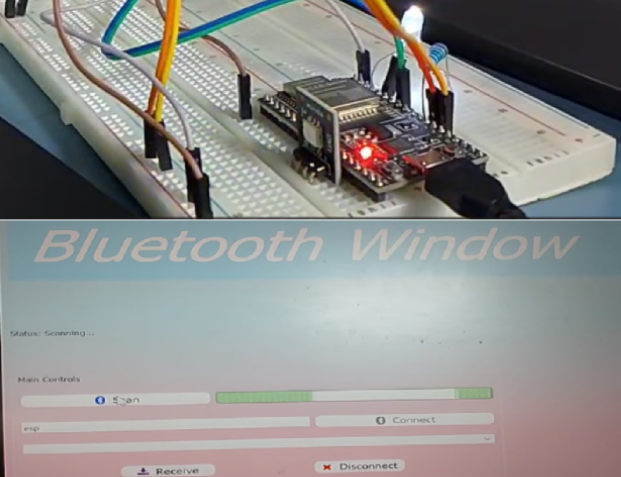 Bluetooth Window
Status: Scanning...
Main Controls
Scan
esp
Connect
Receive
Disconnect